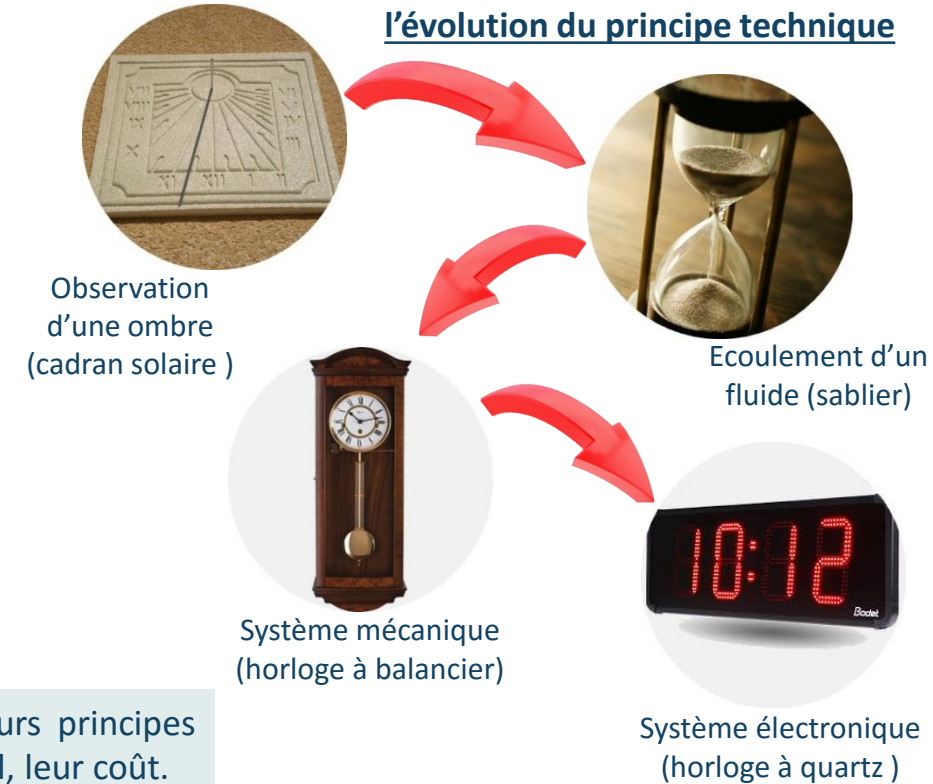 l’évolution du principe technique
Observation
d’une ombre
(cadran solaire )
Ecoulement d’un
fluide (sablier)
Système mécanique
(horloge à balancier)
10:12
Bodet
Système électronique
(horloge à quartz )
urs principes
l, leur coût.